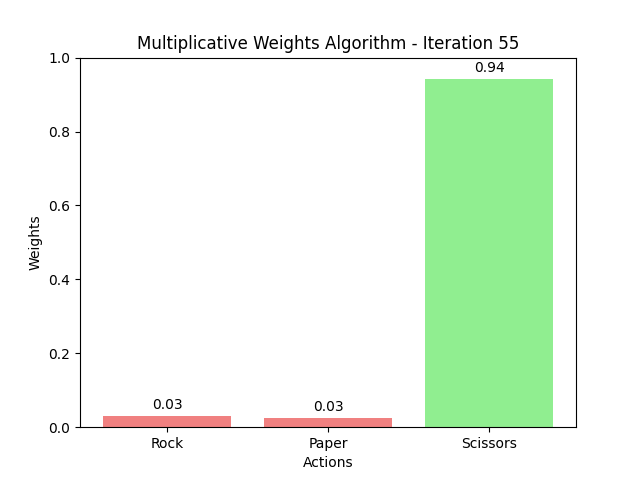 Multiplicative Weights Algorithm - Iteration 55
1.0
0.94
0.8
0.6
Weights
0.4
0.2
0.03
0.03
0.0
Rock
Paper
Scissors
Actions